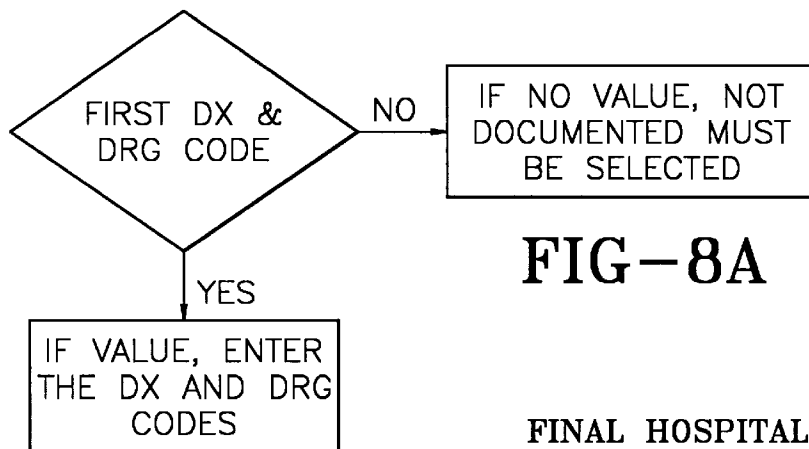 FIRST DX &
DRG CODE
NO
IF NO VALUE, NOT
DOCUMENTED MUST
BE SELECTED
FIG-8A
YES
IF VALUE, ENTER
THE DX AND DRG
CODES
FINAL HOSPITAL